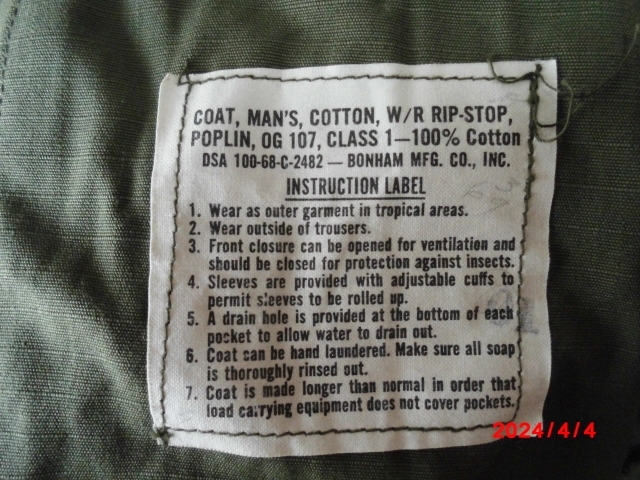 COAT, MAN'S, COTTON, W/R RIP-STOP,
POPLIN, OG 107, CLASS 1—100% Cotton
DSA 100-68-C-2482 — BONHAM MFG. CO., INC.
INSTRUCTION LABEL
1. Wear as outer garment in tropical areas.
2. Wear outside of trousers.
3. Front closure can be opened for ventilation and
should be closed for protection against insects.
4. Sleeves are provided with adjustable cuffs to
permit sleeves to be rolled up.
5. A drain hole is provided at the bottom of each
pocket to allow water to drain out.
6. Coat can be hand laundered. Make sure all soap
is thoroughly rinsed out.
7. Coat is made longer than normal in order that
load carrying equipment does not cover pockets.
2024/4/4